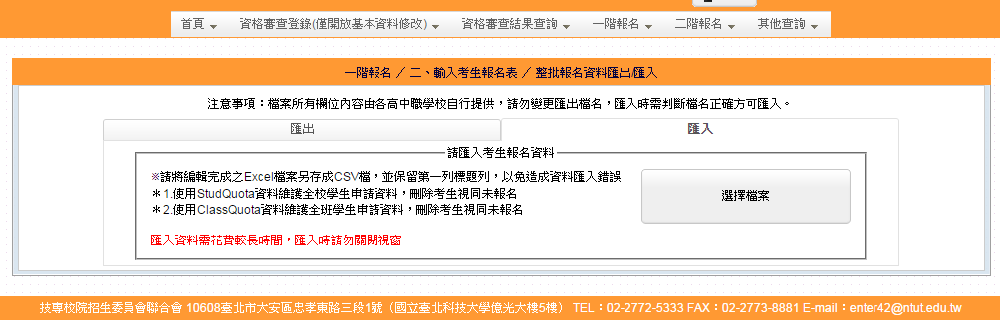 首頁 資格審查登錄(僅開放基本資料修改) 資格審查結果查詢 一階報名 二階報名 其他查詢
一階報名 / 二、輸入考生報名表 / 整批報名資料匯出/匯入
注意事項：檔案所有欄位內容由各高中職學校自行提供，請勿變更匯出檔名，匯入時需判斷檔名正確方可匯入。
匯出 匯入
請匯入考生報名資料
※請將編輯完成之Excel檔案另存成CSV檔，並保留第一列標題列，以免造成資料匯入錯誤
＊1.使用StudQuota資料維護全校學生申請資料，刪除考生視同未報名
＊2.使用ClassQuota資料維護全班學生申請資料，刪除考生視同未報名
選擇檔案
匯入資料需花費較長時間，匯入時請勿關閉視窗
技專校院招生委員會聯合會 10608臺北市大安區忠孝東路三段1號（國立臺北科技大學億光大樓5樓） TEL：02-2772-5333 FAX：02-2773-8881 E-mail：enter42@ntut.edu.tw